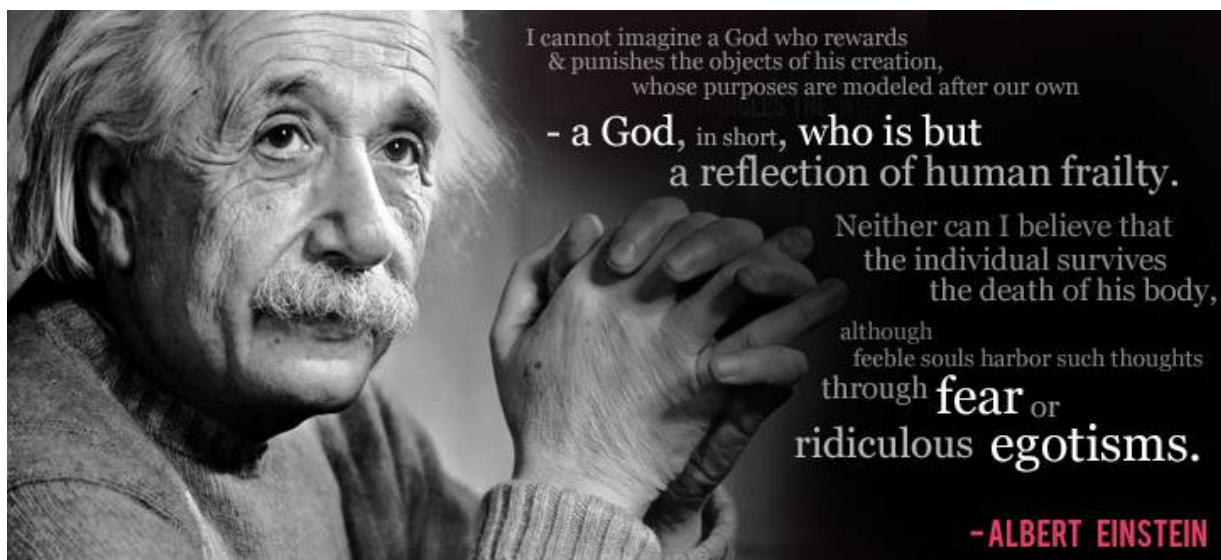 I cannot imagine a God who rewards
& punishes the objects of his creation,
whose purposes are modeled after our own
- a God, in short, who is but
a reflection of human frailty.
Neither can I believe that
the individual survives
the death of his body,
although
feeble souls harbor such thoughts
through fear or
ridiculous egotisms.
-ALBERT EINSTEIN